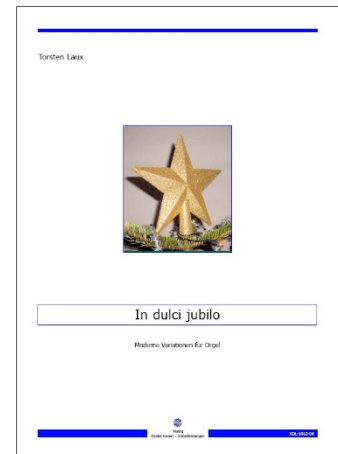 Torsten Laux
In dulci jubilo
Moderne Variationen für Orgel
Verlag